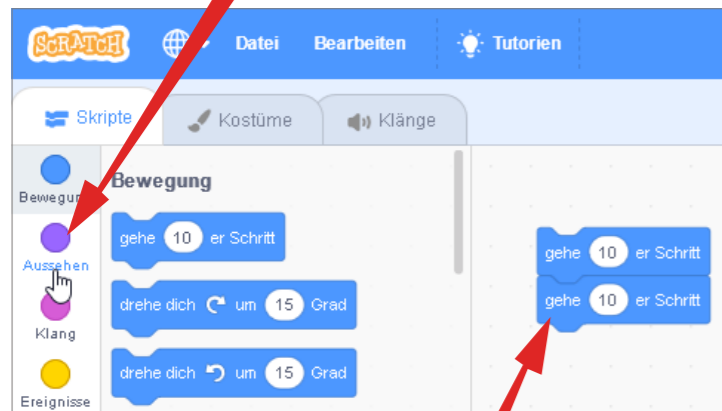 SCRATCH Datei Bearbeiten Tutorien
Skripte Kostüme Klänge
Bewegung
Aussehen
Klang
Ereignisse
Bewegung
gehe 10 er Schritt
drehe dich um 15 Grad
drehe dich um 15 Grad
gehe 10 er Schritt
gehe 10 er Schritt